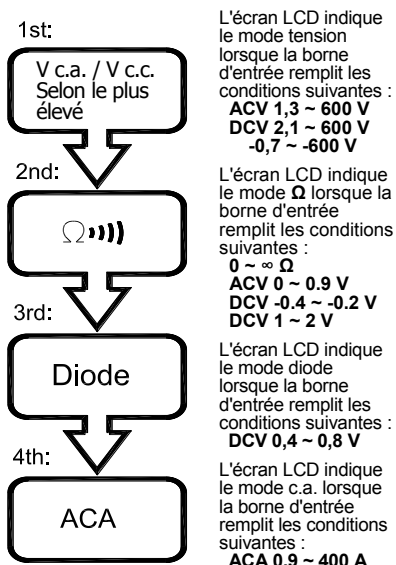 1st:
V c.a. / V c.c.
Selon le plus
élevé
L'écran LCD indique
le mode tension
lorsque la borne
d'entrée remplit les
conditions suivantes :
ACV 1,3 ~ 600 V
DCV 2,1 ~ 600 V
-0,7 ~ -600 V
2nd:
Ω
L'écran LCD indique
le mode Ω lorsque la
borne d'entrée
remplit les conditions
suivantes :
0 ~ ∞ Ω
ACV 0 ~ 0.9 V
DCV -0.4 ~ -0.2 V
DCV 1 ~ 2 V
3rd:
Diode
L'écran LCD indique
le mode diode
lorsque la borne
d'entrée remplit les
conditions suivantes :
DCV 0,4 ~ 0,8 V
4th:
ACA
L'écran LCD indique
le mode c.a. lorsque
la borne d'entrée
remplit les conditions
suivantes :
ACA 0,9 ~ 400 A